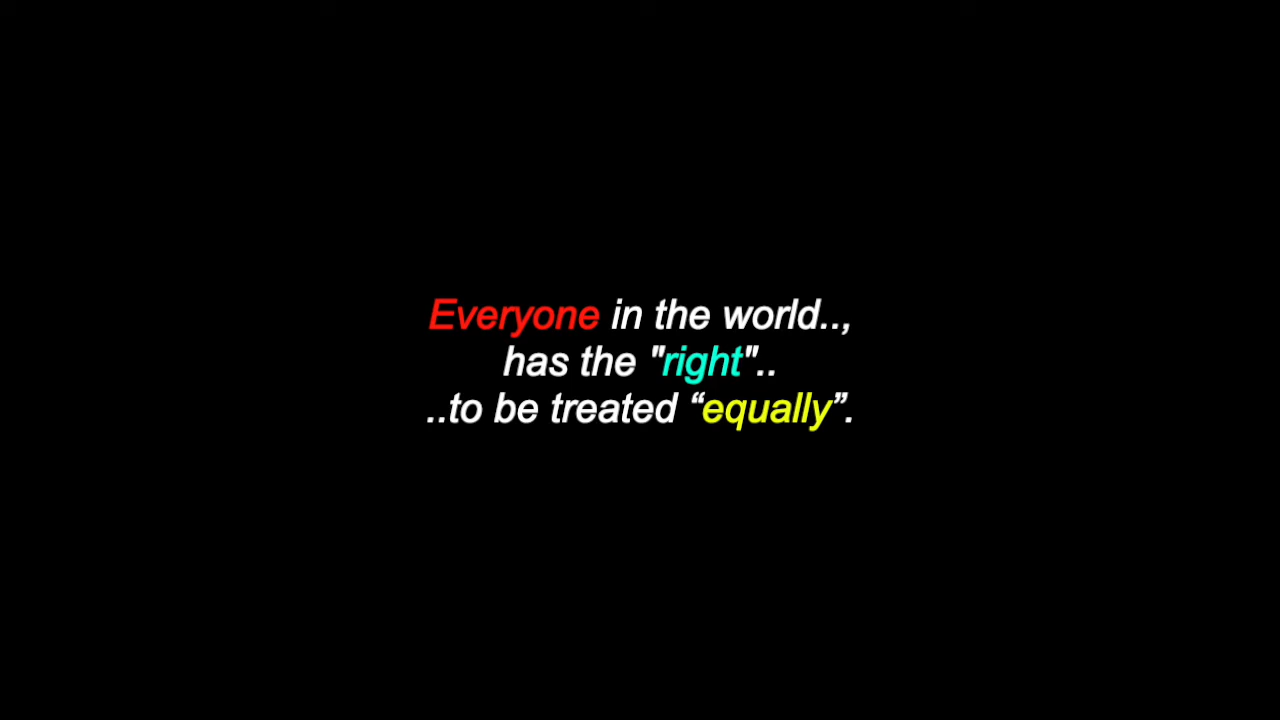 Everyone in the world..,
has the "right"..
..to be treated “equally”.